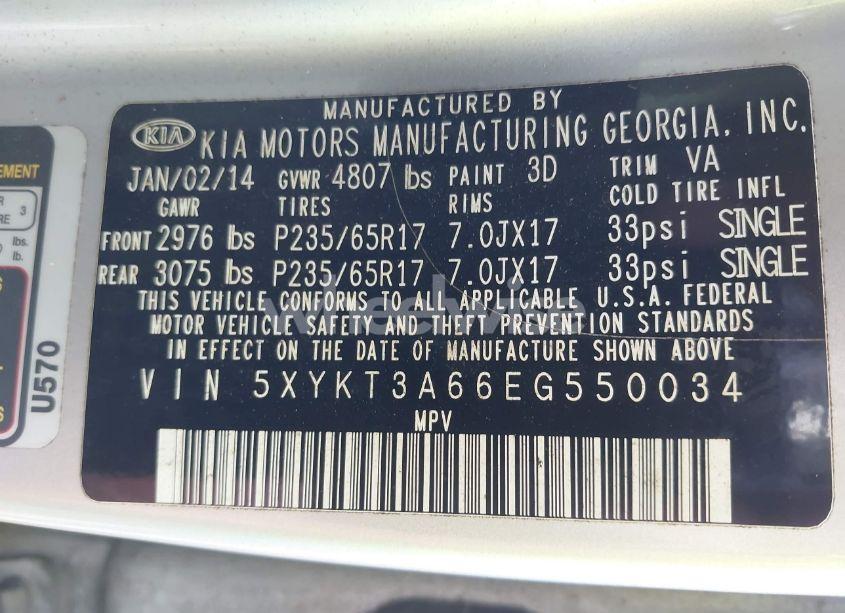 MANUFACTURED BY
KIA KIA MOTORS MANUFACTURING GEORGIA, INC.
JAN/02/14 GVWR 4807 lbs PAINT 3D TRIM VA
GAWR TIRES RIMS COLD TIRE INFL
FRONT 2976 lbs P235/65R17 7.0JX17 33psi SINGLE
REAR 3075 lbs P235/65R17 7.0JX17 33psi SINGLE
THIS VEHICLE CONFORMS TO ALL APPLICABLE U.S.A. FEDERAL
MOTOR VEHICLE SAFETY AND THEFT PREVENTION STANDARDS
IN EFFECT ON THE DATE OF MANUFACTURE SHOWN ABOVE
VIN 5XYKT3A66EG550034
MPV
EMENT
3
lbs.
lb.
U570